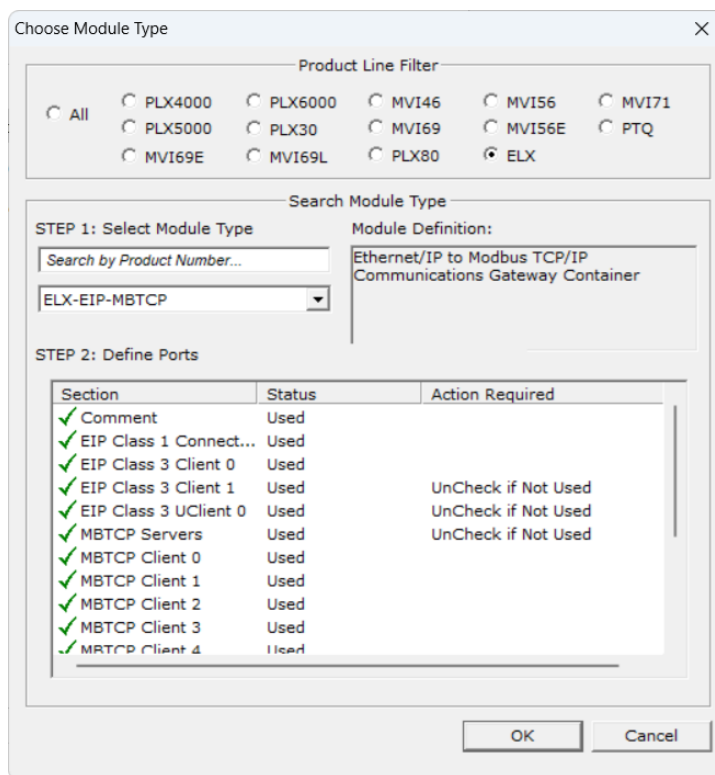 Choose Module Type
Product Line Filter
All
PLX4000 PLX6000 MVI46 MVI56 MVI71
PLX5000 PLX30 MVI69 MVI56E PTQ
MVI69E MVI69L PLX80 ELX
Search Module Type
STEP 1: Select Module Type
Search by Product Number...
ELX-EIP-MBTCP
Module Definition:
Ethernet/IP to Modbus TCP/IP
Communications Gateway Container
STEP 2: Define Ports
Section Status Action Required
Comment Used
EIP Class 1 Connect... Used
EIP Class 3 Client 0 Used
EIP Class 3 Client 1 Used UnCheck if Not Used
EIP Class 3 UClient 0 Used UnCheck if Not Used
MBTCP Servers Used UnCheck if Not Used
MBTCP Client 0 Used
MBTCP Client 1 Used
MBTCP Client 2 Used
MBTCP Client 3 Used
MBTCP Client 4 Used
OK Cancel